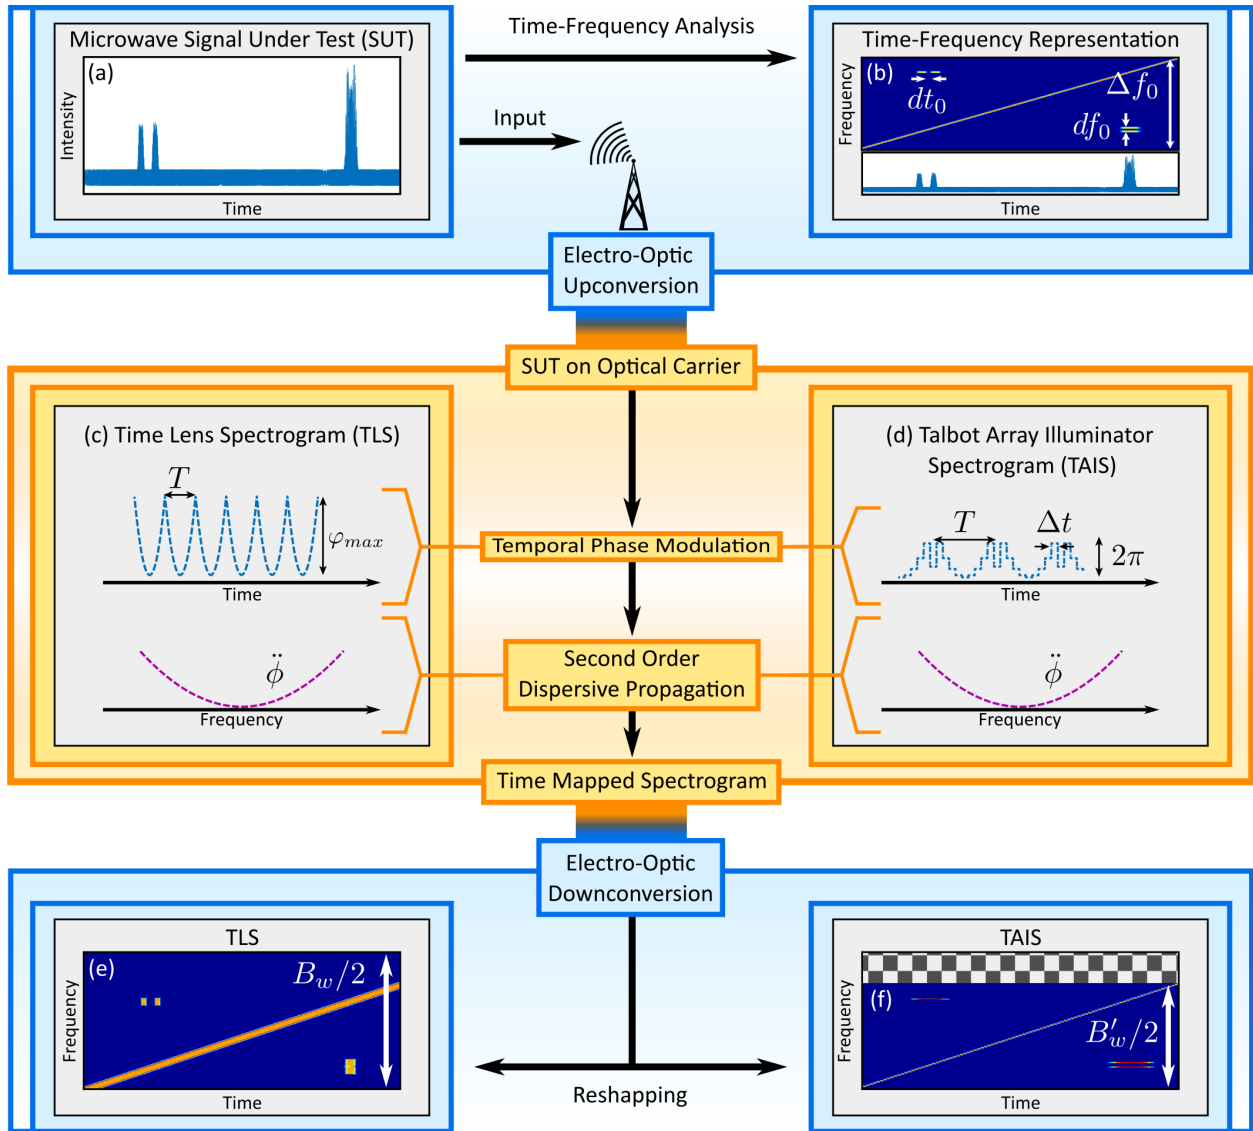 Microwave Signal Under Test (SUT)
(a)
Intensity
Time
Time-Frequency Analysis
Input
Time-Frequency Representation
(b)
Frequency
dt₀
Δf₀
df₀
Time
Electro-Optic
Upconversion
SUT on Optical Carrier
(c) Time Lens Spectrogram (TLS)
T
φₘₐₓ
Time
ϕ̈
Frequency
Temporal Phase Modulation
Second Order
Dispersive Propagation
(d) Talbot Array Illuminator
Spectrogram (TAIS)
T
Δt
2π
Time
ϕ̈
Frequency
Time Mapped Spectrogram
Electro-Optic
Downconversion
TLS
(e)
B_w/2
Frequency
Time
Reshapping
TAIS
(f)
B′_w/2
Frequency
Time